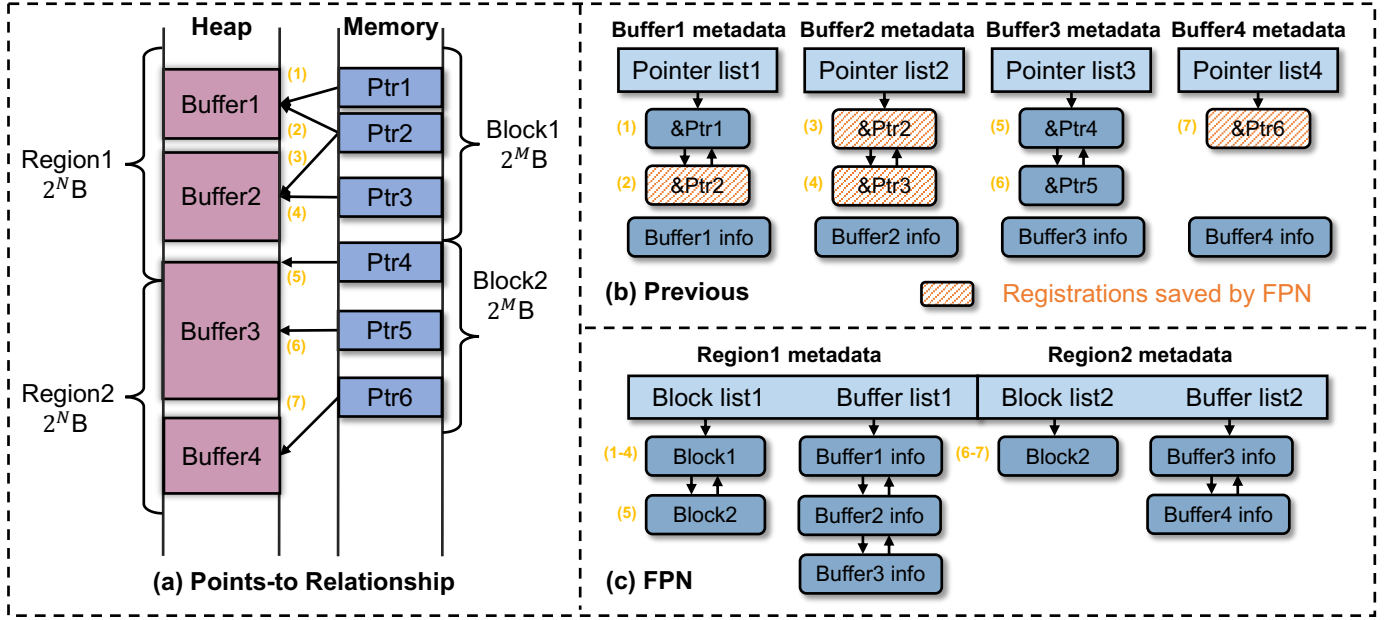 Heap
Memory
Region1
2^N B
Region2
2^N B
Buffer1
Buffer2
Buffer3
Buffer4
(1)
(2)
(3)
(4)
(5)
(6)
(7)
Ptr1
Ptr2
Ptr3
Ptr4
Ptr5
Ptr6
Block1
2^M B
Block2
2^M B
(a) Points-to Relationship
Buffer1 metadata
Pointer list1
(1) &Ptr1
(2) &Ptr2
Buffer1 info
Buffer2 metadata
Pointer list2
(3) &Ptr2
(4) &Ptr3
Buffer2 info
Buffer3 metadata
Pointer list3
(5) &Ptr4
(6) &Ptr5
Buffer3 info
Buffer4 metadata
Pointer list4
(7) &Ptr6
Buffer4 info
(b) Previous
Registrations saved by FPN
Region1 metadata
Block list1
Buffer list1
(1-4) Block1
(5) Block2
Buffer1 info
Buffer2 info
Buffer3 info
Region2 metadata
Block list2
Buffer list2
(6-7) Block2
Buffer3 info
Buffer4 info
(c) FPN